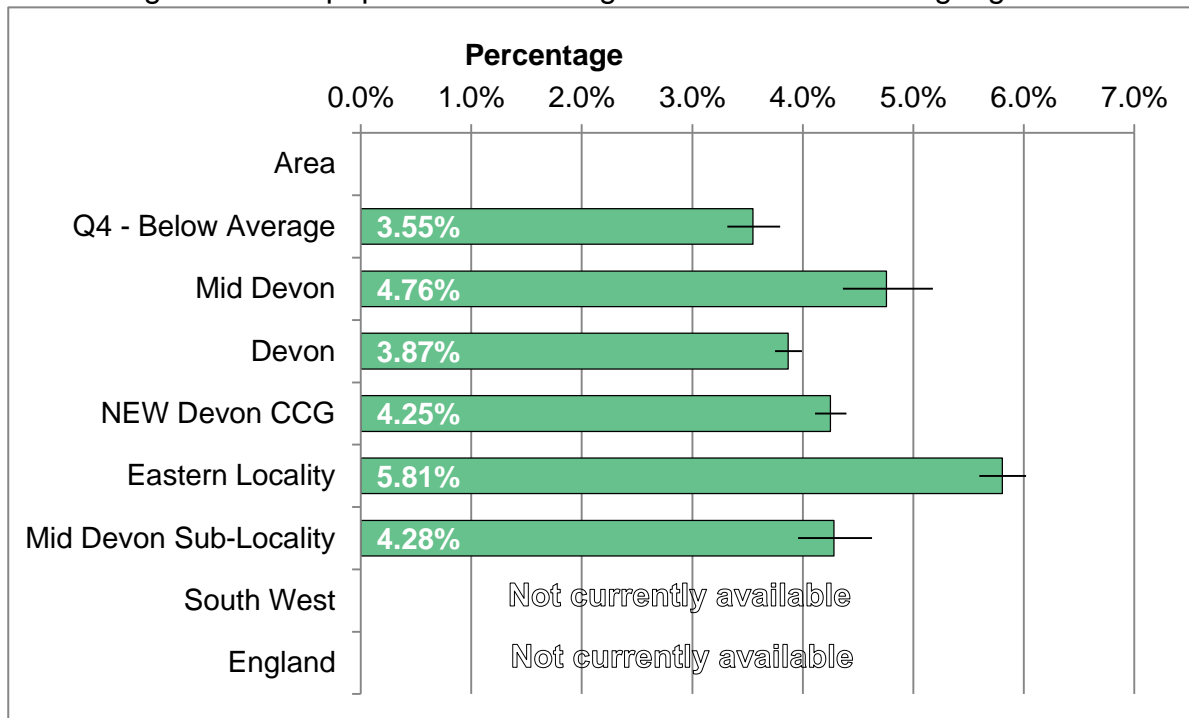 Percentage
0.0% 1.0% 2.0% 3.0% 4.0% 5.0% 6.0% 7.0%
Area
Q4 - Below Average 3.55%
Mid Devon 4.76%
Devon 3.87%
NEW Devon CCG 4.25%
Eastern Locality 5.81%
Mid Devon Sub-Locality 4.28%
South West Not currently available
England Not currently available